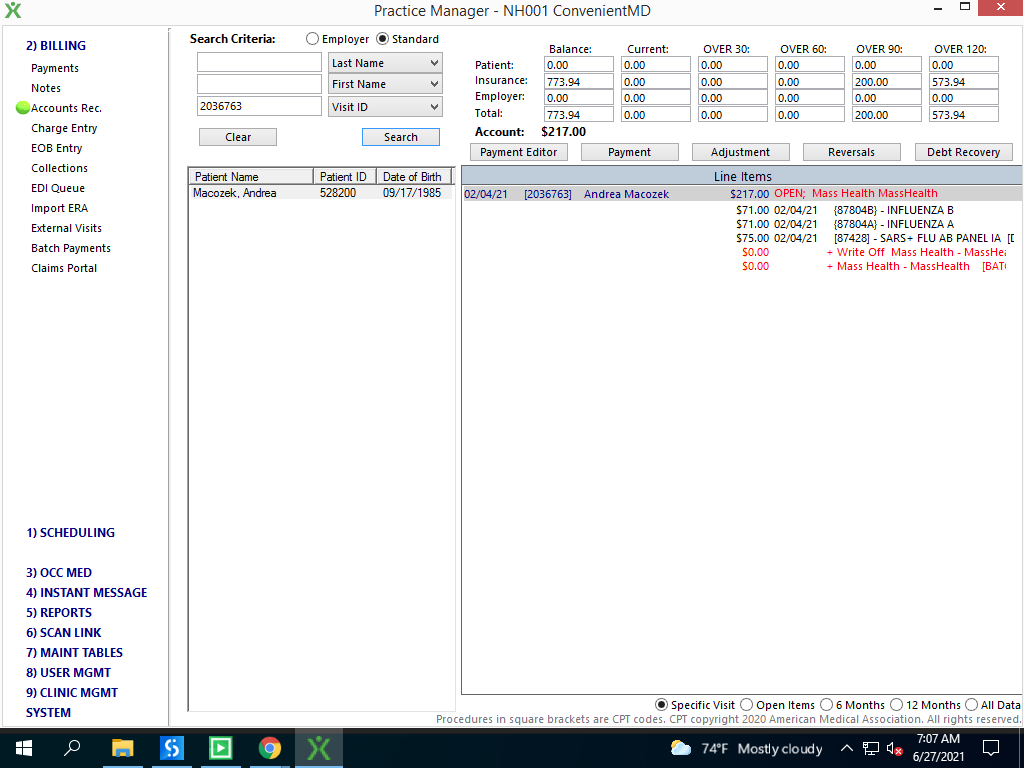 Practice Manager - NH001 ConvenientMD
2) BILLING
Payments
Notes
Accounts Rec.
Charge Entry
EOB Entry
Collections
EDI Queue
Import ERA
External Visits
Batch Payments
Claims Portal
1) SCHEDULING
3) OCC MED
4) INSTANT MESSAGE
5) REPORTS
6) SCAN LINK
7) MAINT TABLES
8) USER MGMT
9) CLINIC MGMT
SYSTEM
Search Criteria: Employer Standard
Last Name
First Name
2036763 Visit ID
Clear Search
Patient Name Patient ID Date of Birth
Macozek, Andrea 528200 09/17/1985
Balance: Current: OVER 30: OVER 60: OVER 90: OVER 120:
Patient: 0.00 0.00 0.00 0.00 0.00 0.00
Insurance: 773.94 0.00 0.00 0.00 200.00 573.94
Employer: 0.00 0.00 0.00 0.00 0.00 0.00
Total: 773.94 0.00 0.00 0.00 200.00 573.94
Account: $217.00
Payment Editor Payment Adjustment Reversals Debt Recovery
Line Items
02/04/21 [2036763] Andrea Macozek $217.00 OPEN; Mass Health MassHealth
$71.00 02/04/21 {87804B} - INFLUENZA B
$71.00 02/04/21 {87804A} - INFLUENZA A
$75.00 02/04/21 [87428] - SARS+ FLU AB PANEL IA [D
$0.00 + Write Off Mass Health - MassHea
$0.00 + Mass Health - MassHealth [BAT
Specific Visit Open Items 6 Months 12 Months All Data
Procedures in square brackets are CPT codes. CPT copyright 2020 American Medical Association. All rights reserved.
74°F Mostly cloudy
7:07 AM
6/27/2021